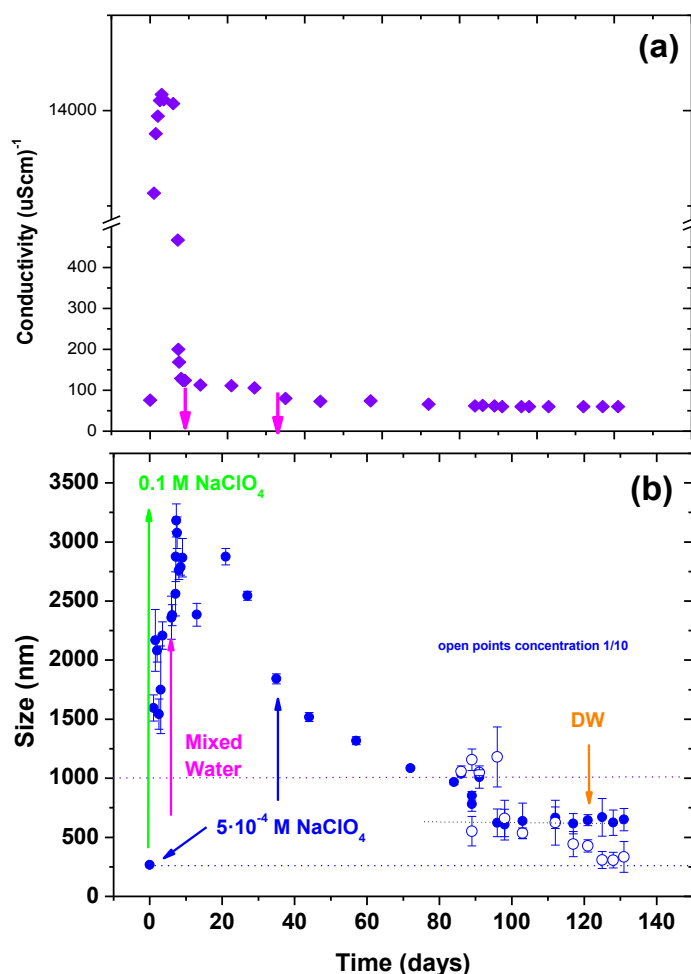 (a)
14000
400
300
200
100
0
Conductivity (uScm)⁻¹
(b)
0.1 M NaClO₄
3500
3000
2500
2000
1500
1000
500
0
Size (nm)
open points concentration 1/10
DW
Mixed
Water
5·10⁻⁴ M NaClO₄
0 20 40 60 80 100 120 140
Time (days)